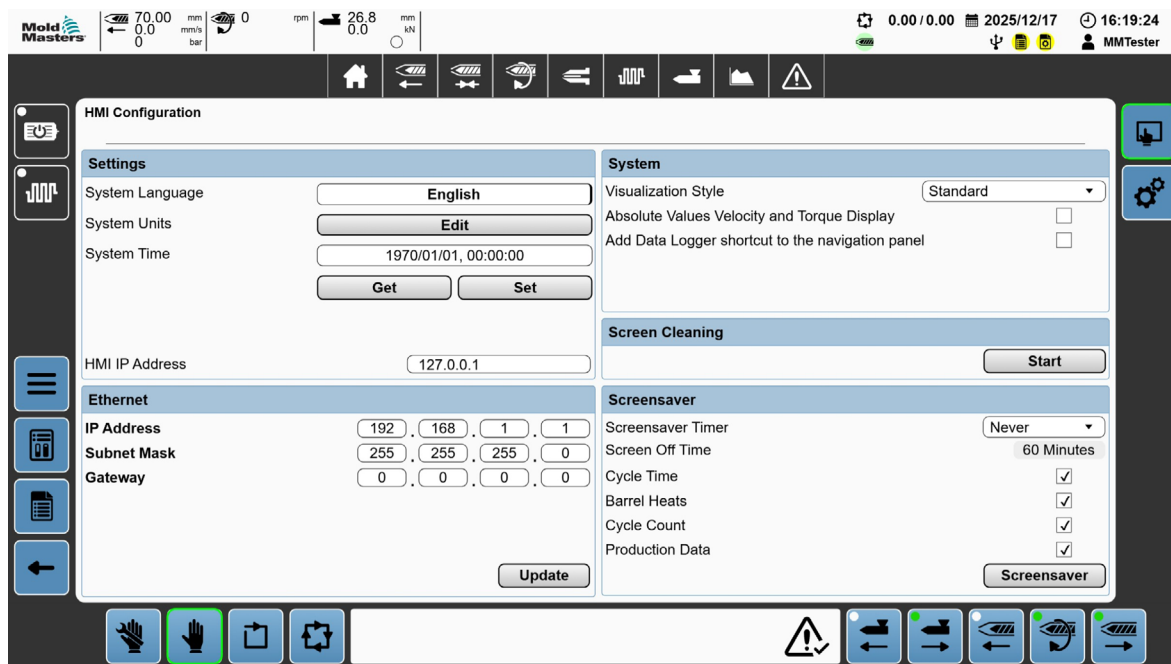 Mold Masters
70.00 mm
0.0 mm/s
0 bar
0 rpm
26.8 mm
0.0 kN
0.00 / 0.00 2025/12/17 16:19:24
MMTester
HMI Configuration
Settings
System Language English
System Units Edit
System Time 1970/01/01, 00:00:00
Get Set
HMI IP Address 127.0.0.1
System
Visualization Style Standard
Absolute Values Velocity and Torque Display
Add Data Logger shortcut to the navigation panel
Screen Cleaning
Start
Ethernet
IP Address 192 . 168 . 1 . 1
Subnet Mask 255 . 255 . 255 . 0
Gateway 0 . 0 . 0 . 0
Update
Screensaver
Screensaver Timer Never
Screen Off Time 60 Minutes
Cycle Time
Barrel Heats
Cycle Count
Production Data
Screensaver